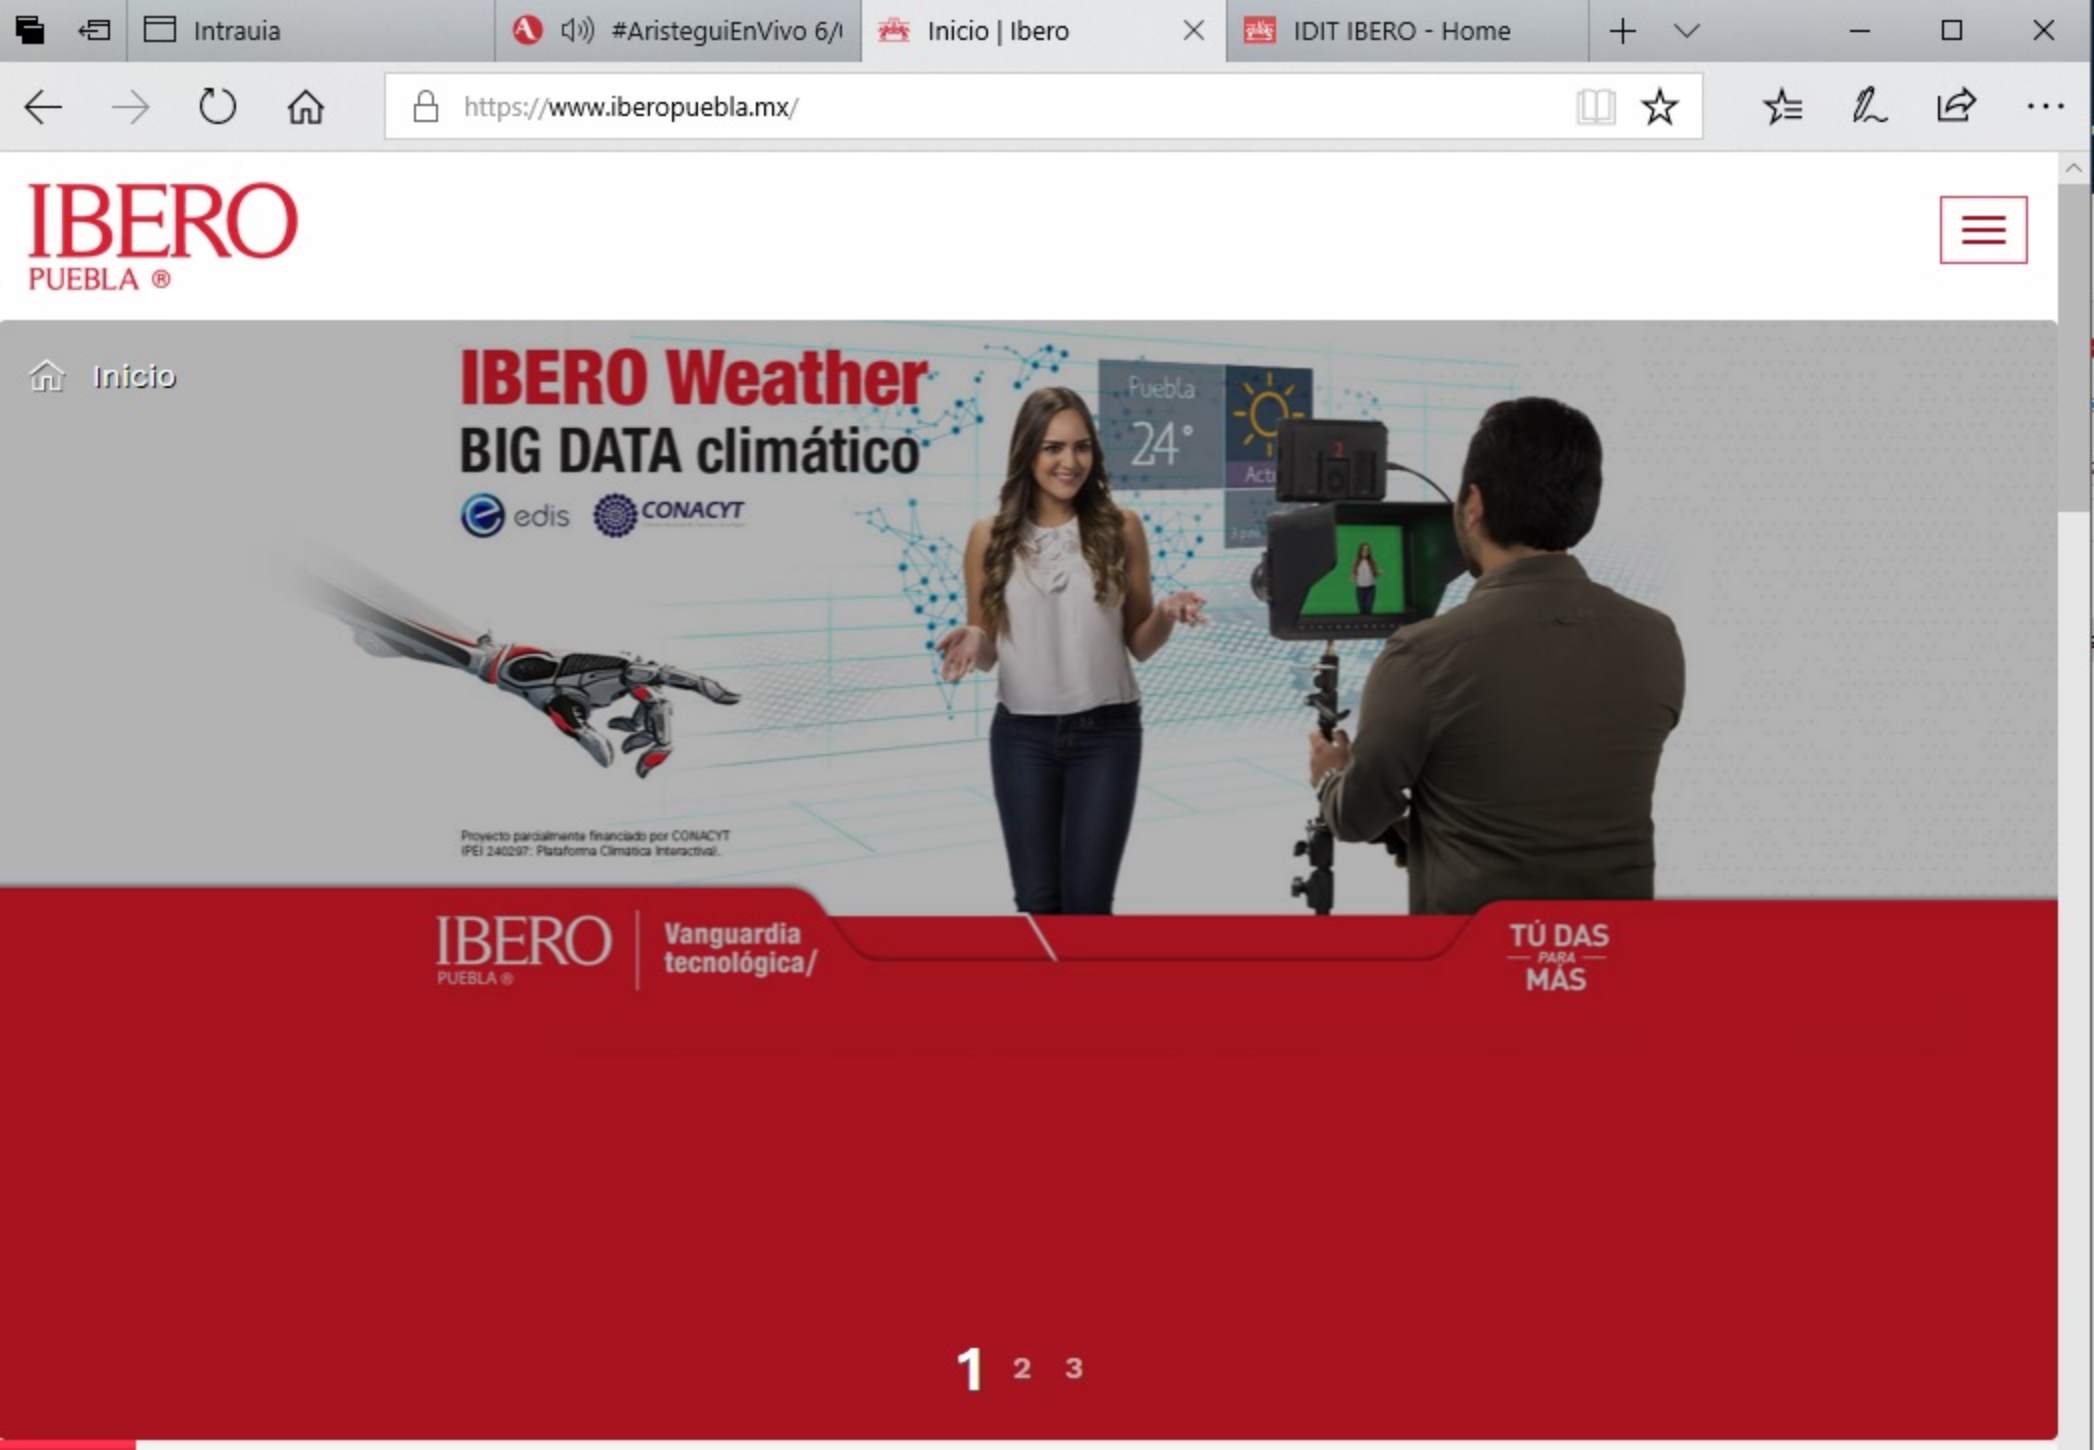 Intrauia
#AristeguiEnVivo 6/
Inicio | Ibero
IDIT IBERO - Home
https://www.iberopuebla.mx/
IBERO
PUEBLA ®
Inicio
IBERO Weather
BIG DATA climático
edis
CONACYT
Puebla
24°
2
Proyecto parcialmente financiado por CONACYT
IPEI 240297: Plataforma Climática Interactival.
IBERO
PUEBLA ®
Vanguardia
tecnológica/
TÚ DAS
PARA
MÁS
1 2 3